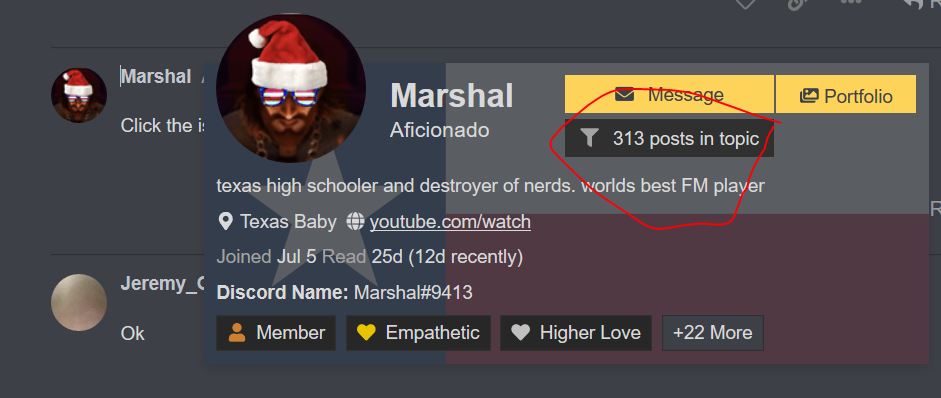 Marshal
Click the is
Marshal
Aficionado
Message
Portfolio
313 posts in topic
texas high schooler and destroyer of nerds. worlds best FM player
Texas Baby youtube.com/watch
Joined Jul 5 Read 25d (12d recently)
Discord Name: Marshal#9413
Member
Empathetic
Higher Love
+22 More
Jeremy_
Ok